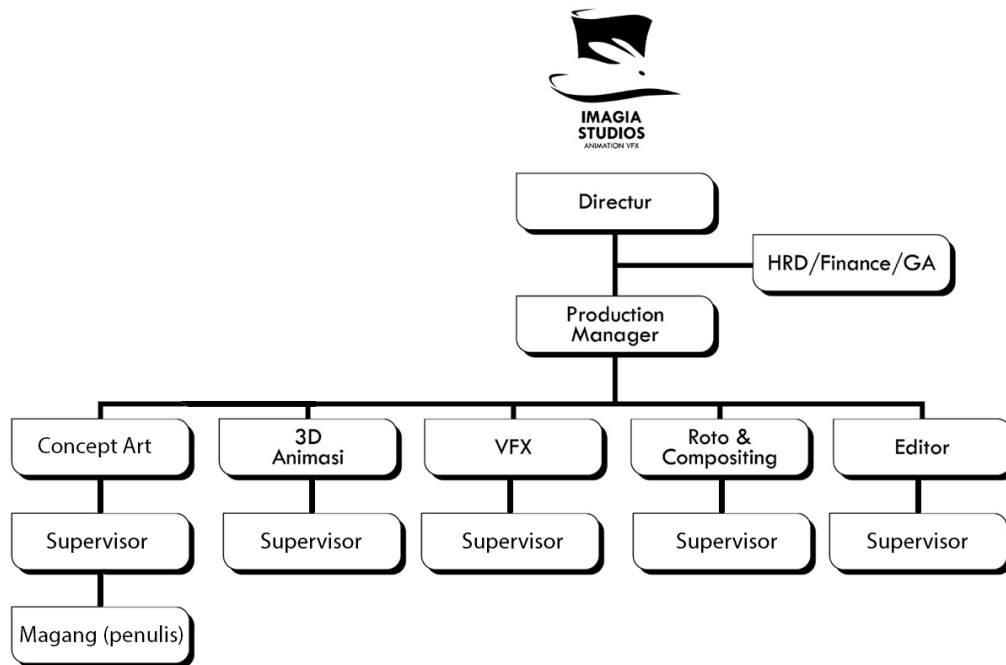 IMAGIA
STUDIOS
ANIMATION VFX
Directur
HRD/Finance/GA
Production
Manager
Concept Art
3D
Animasi
VFX
Roto &
Compositing
Editor
Supervisor
Supervisor
Supervisor
Supervisor
Supervisor
Magang (penulis)